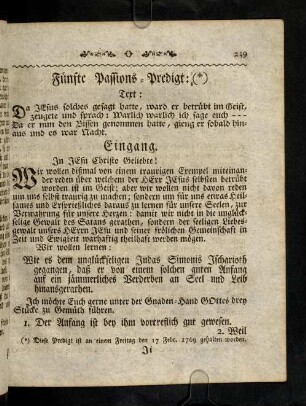 249
Fünfte Passions-Predigt: (*)
Text:
Da JEsus solches gesagt hatte, ward er betrübt im Geist,
zeugete und sprach: Warlich warlich ich sage euch ---
Da er nun den Bissen genommen hatte, gieng er sobald hin-
aus und es war Nacht.
Eingang.
In JESu Christo Geliebte!
Wir wollen dißmal von einem traurigen Exempel miteinan-
der reden über welchem der HErr JEsus selbsten betrübt
worden ist im Geist; aber wir wollen nicht davon reden
um uns selbst traurig zu machen; sondern um für uns etwas Heil-
sames und Ersprießliches daraus zu lernen für unsere Seelen, zur
Verwahrung für unsere Herzen: damit wir nicht in die unglück-
selige Gewalt des Satans gerathen, sondern der seeligen Liebes-
gewalt unsers HErrn JEsu und seiner frölichen Gemeinschaft in
Zeit und Ewigkeit warhaftig theilhaft werden mögen.
Wir wollen lernen:
Wie es dem unglückseligen Judas Simonis Ischarioth
gegangen, daß er von einem solchen guten Anfang
auf ein jämmerliches Verderben an Seel und Leib
hinausgerathen.
Ich möchte Euch gerne unter der Gnaden-Hand GOttes drey
Stücke zu Gemüth führen.
1. Der Anfang ist bey ihm vortreflich gut gewesen.
2. Weil
(*) Diese Predigt ist an einem Freitag den 17 Febr. 1769 gehalten worden.
Ii